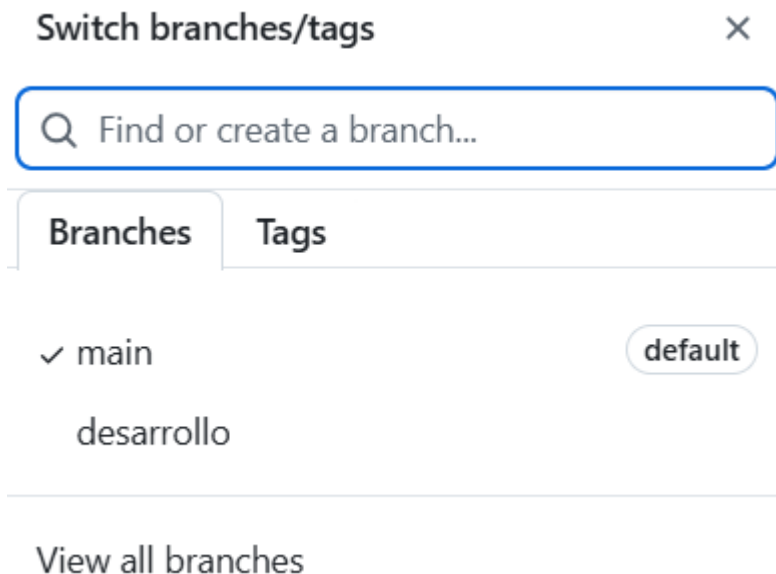 Switch branches/tags
Find or create a branch...
Branches Tags
main default
desarrollo
View all branches